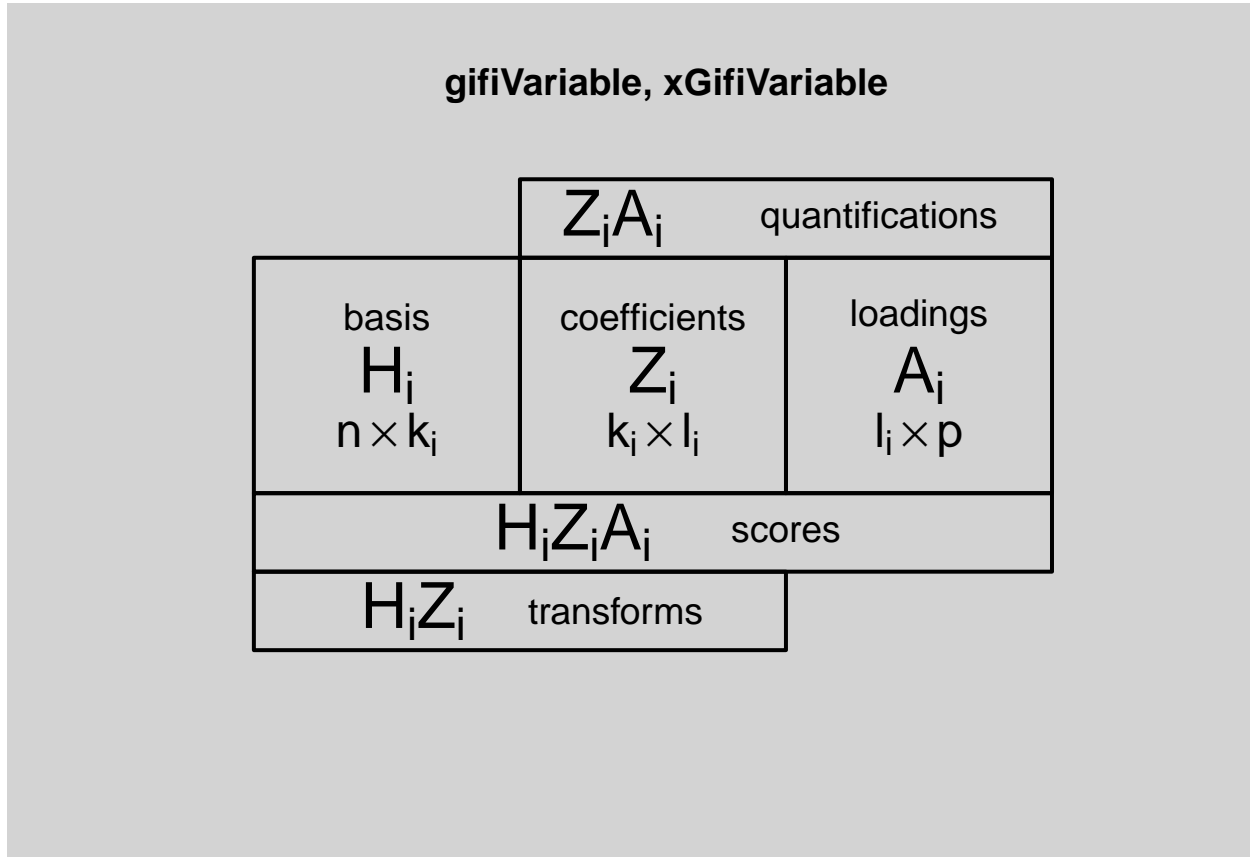 gifiVariable, xGifiVariable
ZᵢAᵢ quantifications
basis coefficients loadings
Hᵢ Zᵢ Aᵢ
n × kᵢ kᵢ × lᵢ lᵢ × p
HᵢZᵢAᵢ scores
HᵢZᵢ transforms